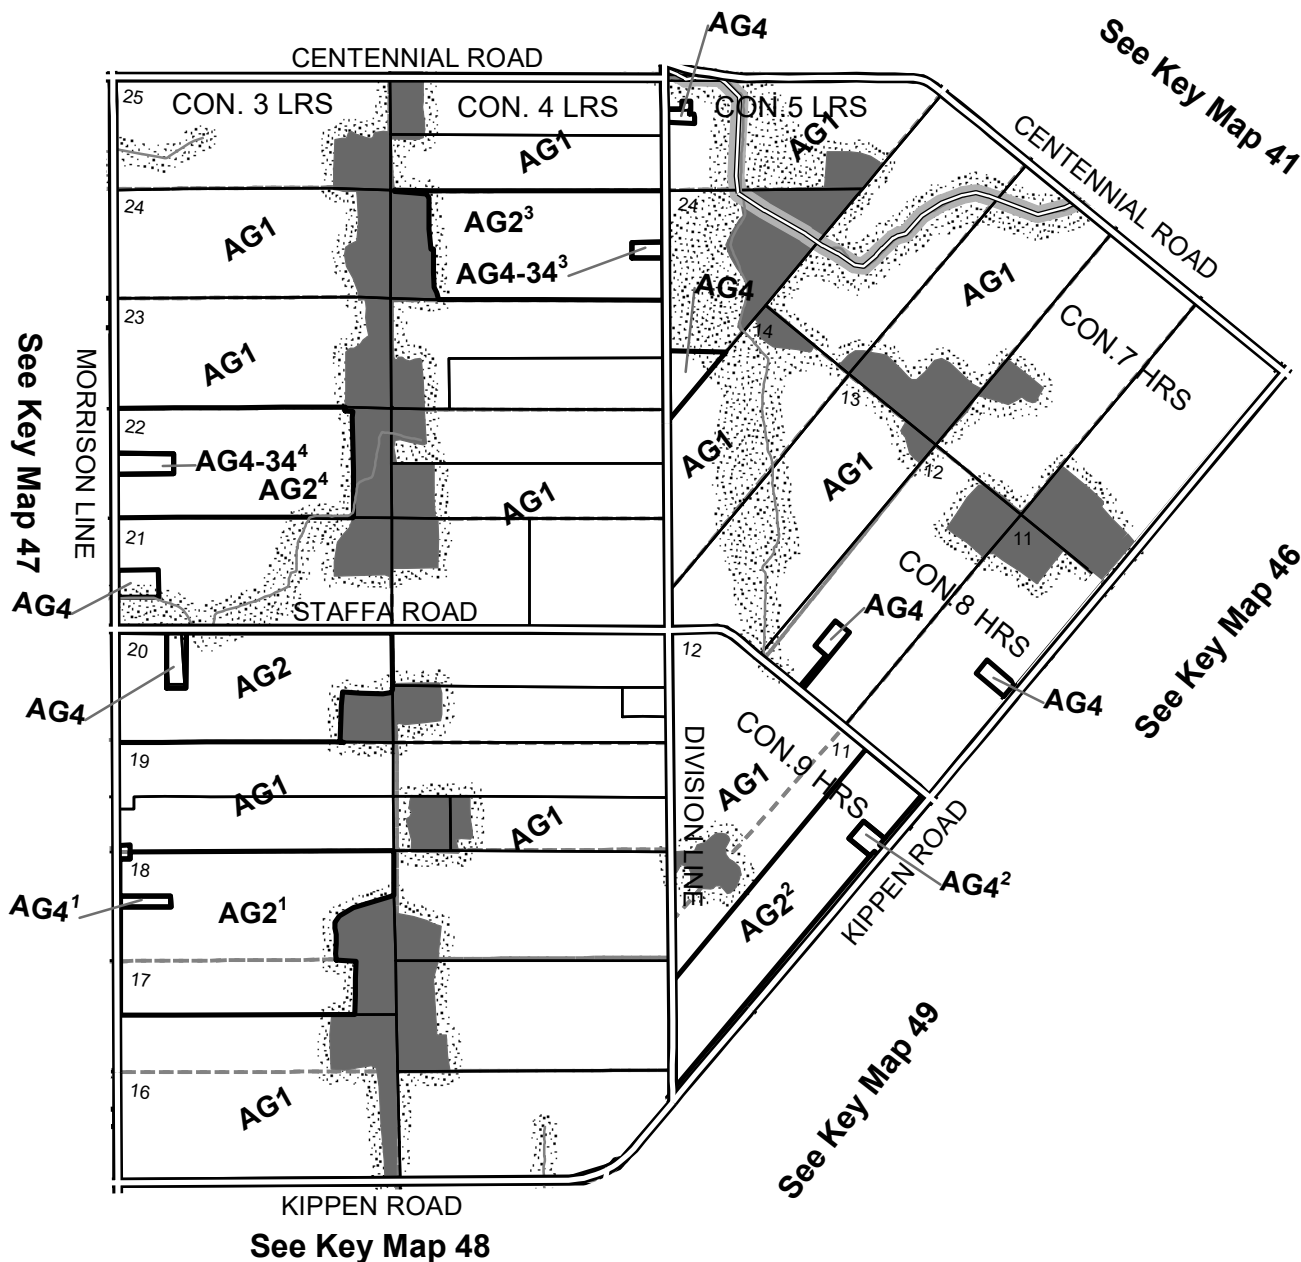 AG4
See Key Map 41
CENTENNIAL ROAD
25
CON. 3 LRS
CON. 4 LRS
CON.5 LRS
AG1
AG1
CENTENNIAL ROAD
24
AG1
AG2³
AG4-34³
24
AG4
AG1
CON.7 HRS
23
AG1
14
13
See Key Map 47
MORRISON LINE
22
AG4-34⁴
AG2⁴
AG1
AG1
AG1
12
11
21
AG4
STAFFA ROAD
CON.8 HRS
AG4
AG4
See Key Map 46
20
AG2
AG4
12
CON.9 HRS
11
DIVISION LINE
AG1
19
AG1
AG1
18
AG4¹
AG2¹
AG2²
AG4²
KIPPEN ROAD
17
16
AG1
See Key Map 49
KIPPEN ROAD
See Key Map 48